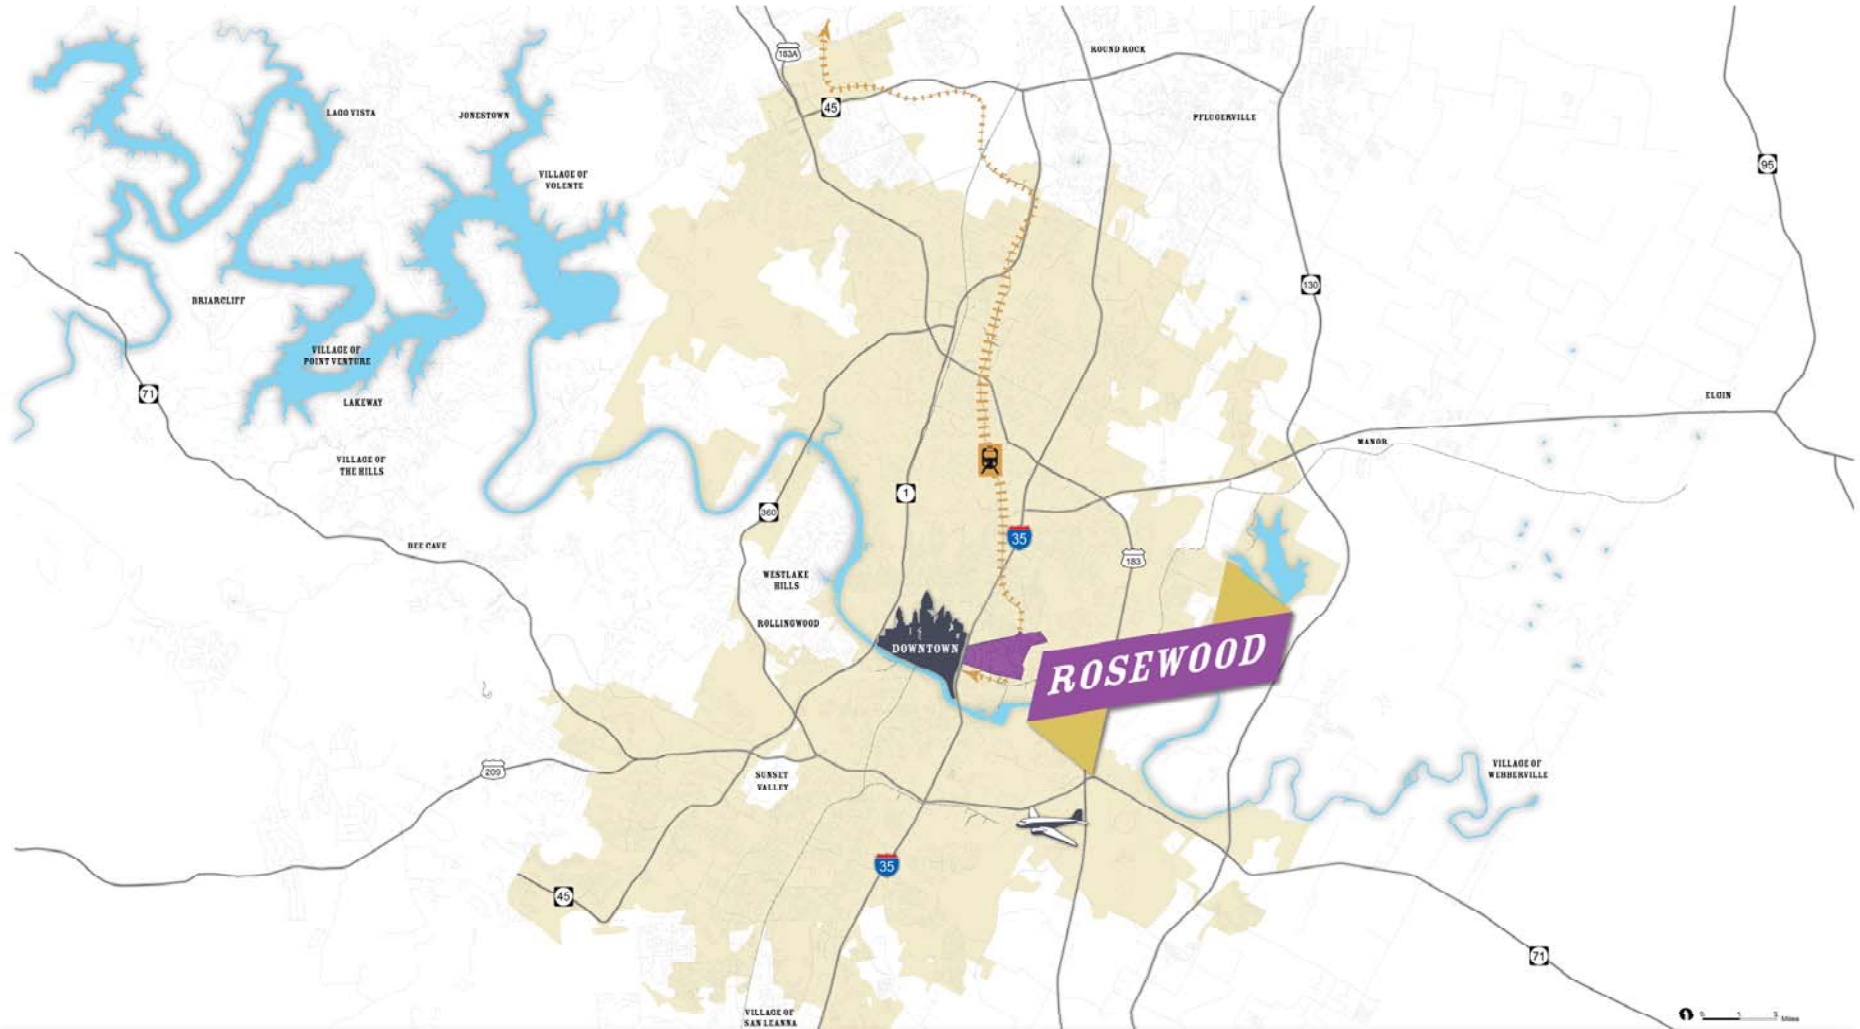 183A
ROUND ROCK
45
LAGO VISTA
JONESTOWN
PFLUGERVILLE
95
VILLAGE OF
VOLENTE
130
BRIARCLIFF
VILLAGE OF
POINT VENTURE
71
LAKEWAY
ELGIN
MANOR
VILLAGE OF
THE HILLS
1
360
35
BEE CAVE
183
WESTLAKE
HILLS
ROLLINGWOOD
DOWNTOWN
ROSEWOOD
209
SUNSET
VALLEY
VILLAGE OF
WEBBERVILLE
35
45
71
VILLAGE OF
SAN LEANNA
Miles